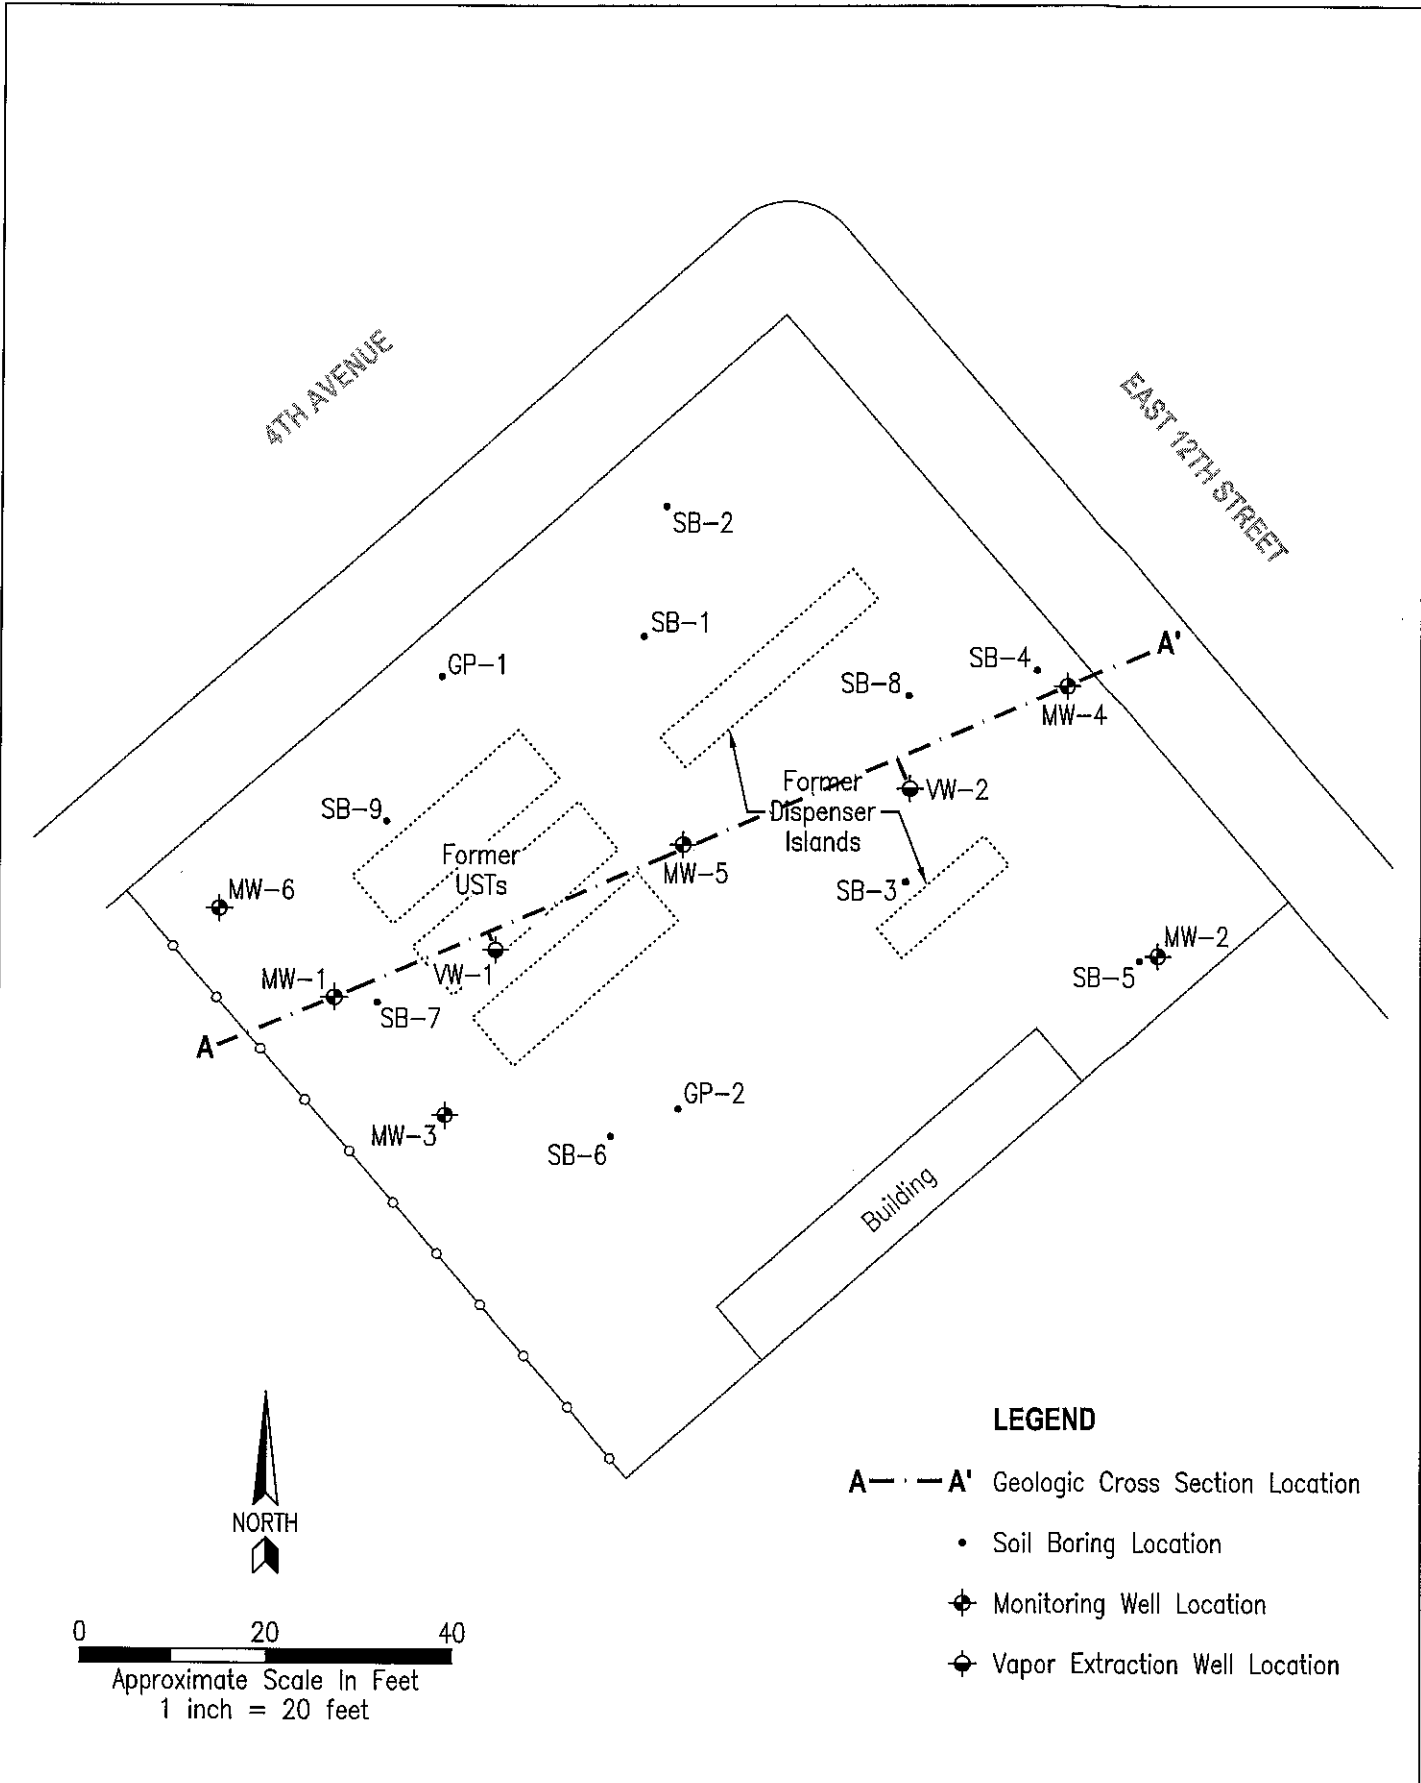 4TH AVENUE
EAST 12TH STREET
SB-2
SB-1
GP-1
SB-4
A'
SB-8
MW-4
Former
Dispenser
Islands
VW-2
SB-9
Former
USTs
MW-5
SB-3
MW-6
MW-2
SB-5
MW-1
VW-1
SB-7
A
GP-2
MW-3
SB-6
Building
NORTH
0 20 40
Approximate Scale In Feet
1 inch = 20 feet
LEGEND
A A' Geologic Cross Section Location
Soil Boring Location
Monitoring Well Location
Vapor Extraction Well Location